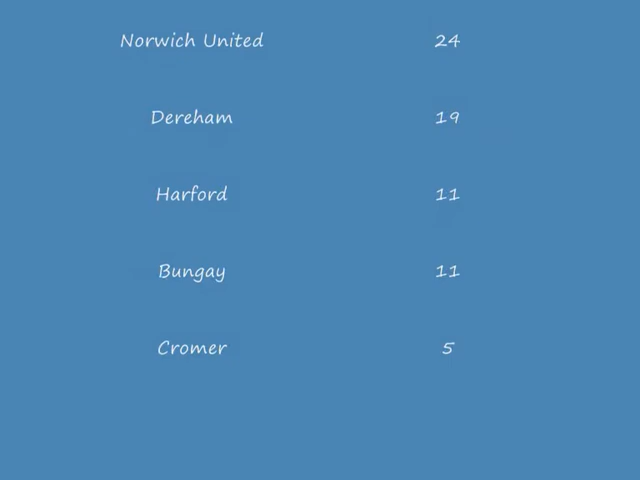 Norwich United 24
Dereham 19
Harford 11
Bungay 11
Cromer 5